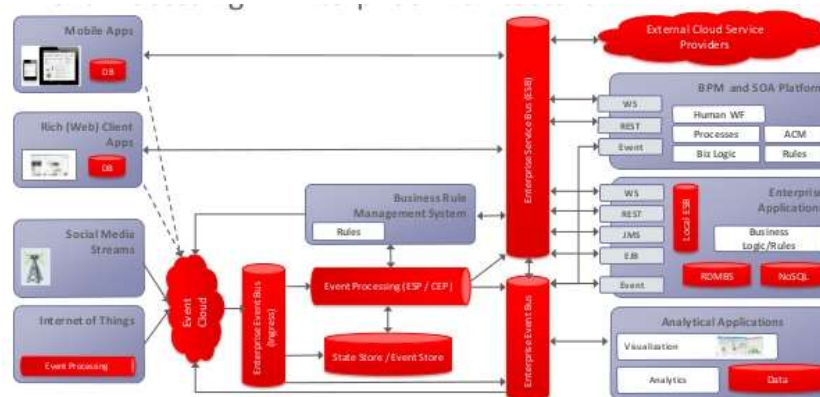 Mobile Apps
DB
Rich (Web) Client
Apps
DB
Social Media
Streams
Internet of Things
Event Processing
Event
Cloud
Enterprise Event Bus
(Ingress)
Business Rule
Management System
Rules
Event Processing (ESP / CEP)
State Store / Event Store
Enterprise Service Bus (ESB)
Enterprise Event Bus
External Cloud Service
Providers
BPM and SOA Platform
WS
REST
Event
Human WF
Processes
ACM
Biz Logic
Rules
Enterprise
Applications
WS
REST
JMS
EJB
Event
Local ESB
Business
Logic/Rules
RDMBS
NoSQL
Analytical Applications
Visualization
Analytics
Data